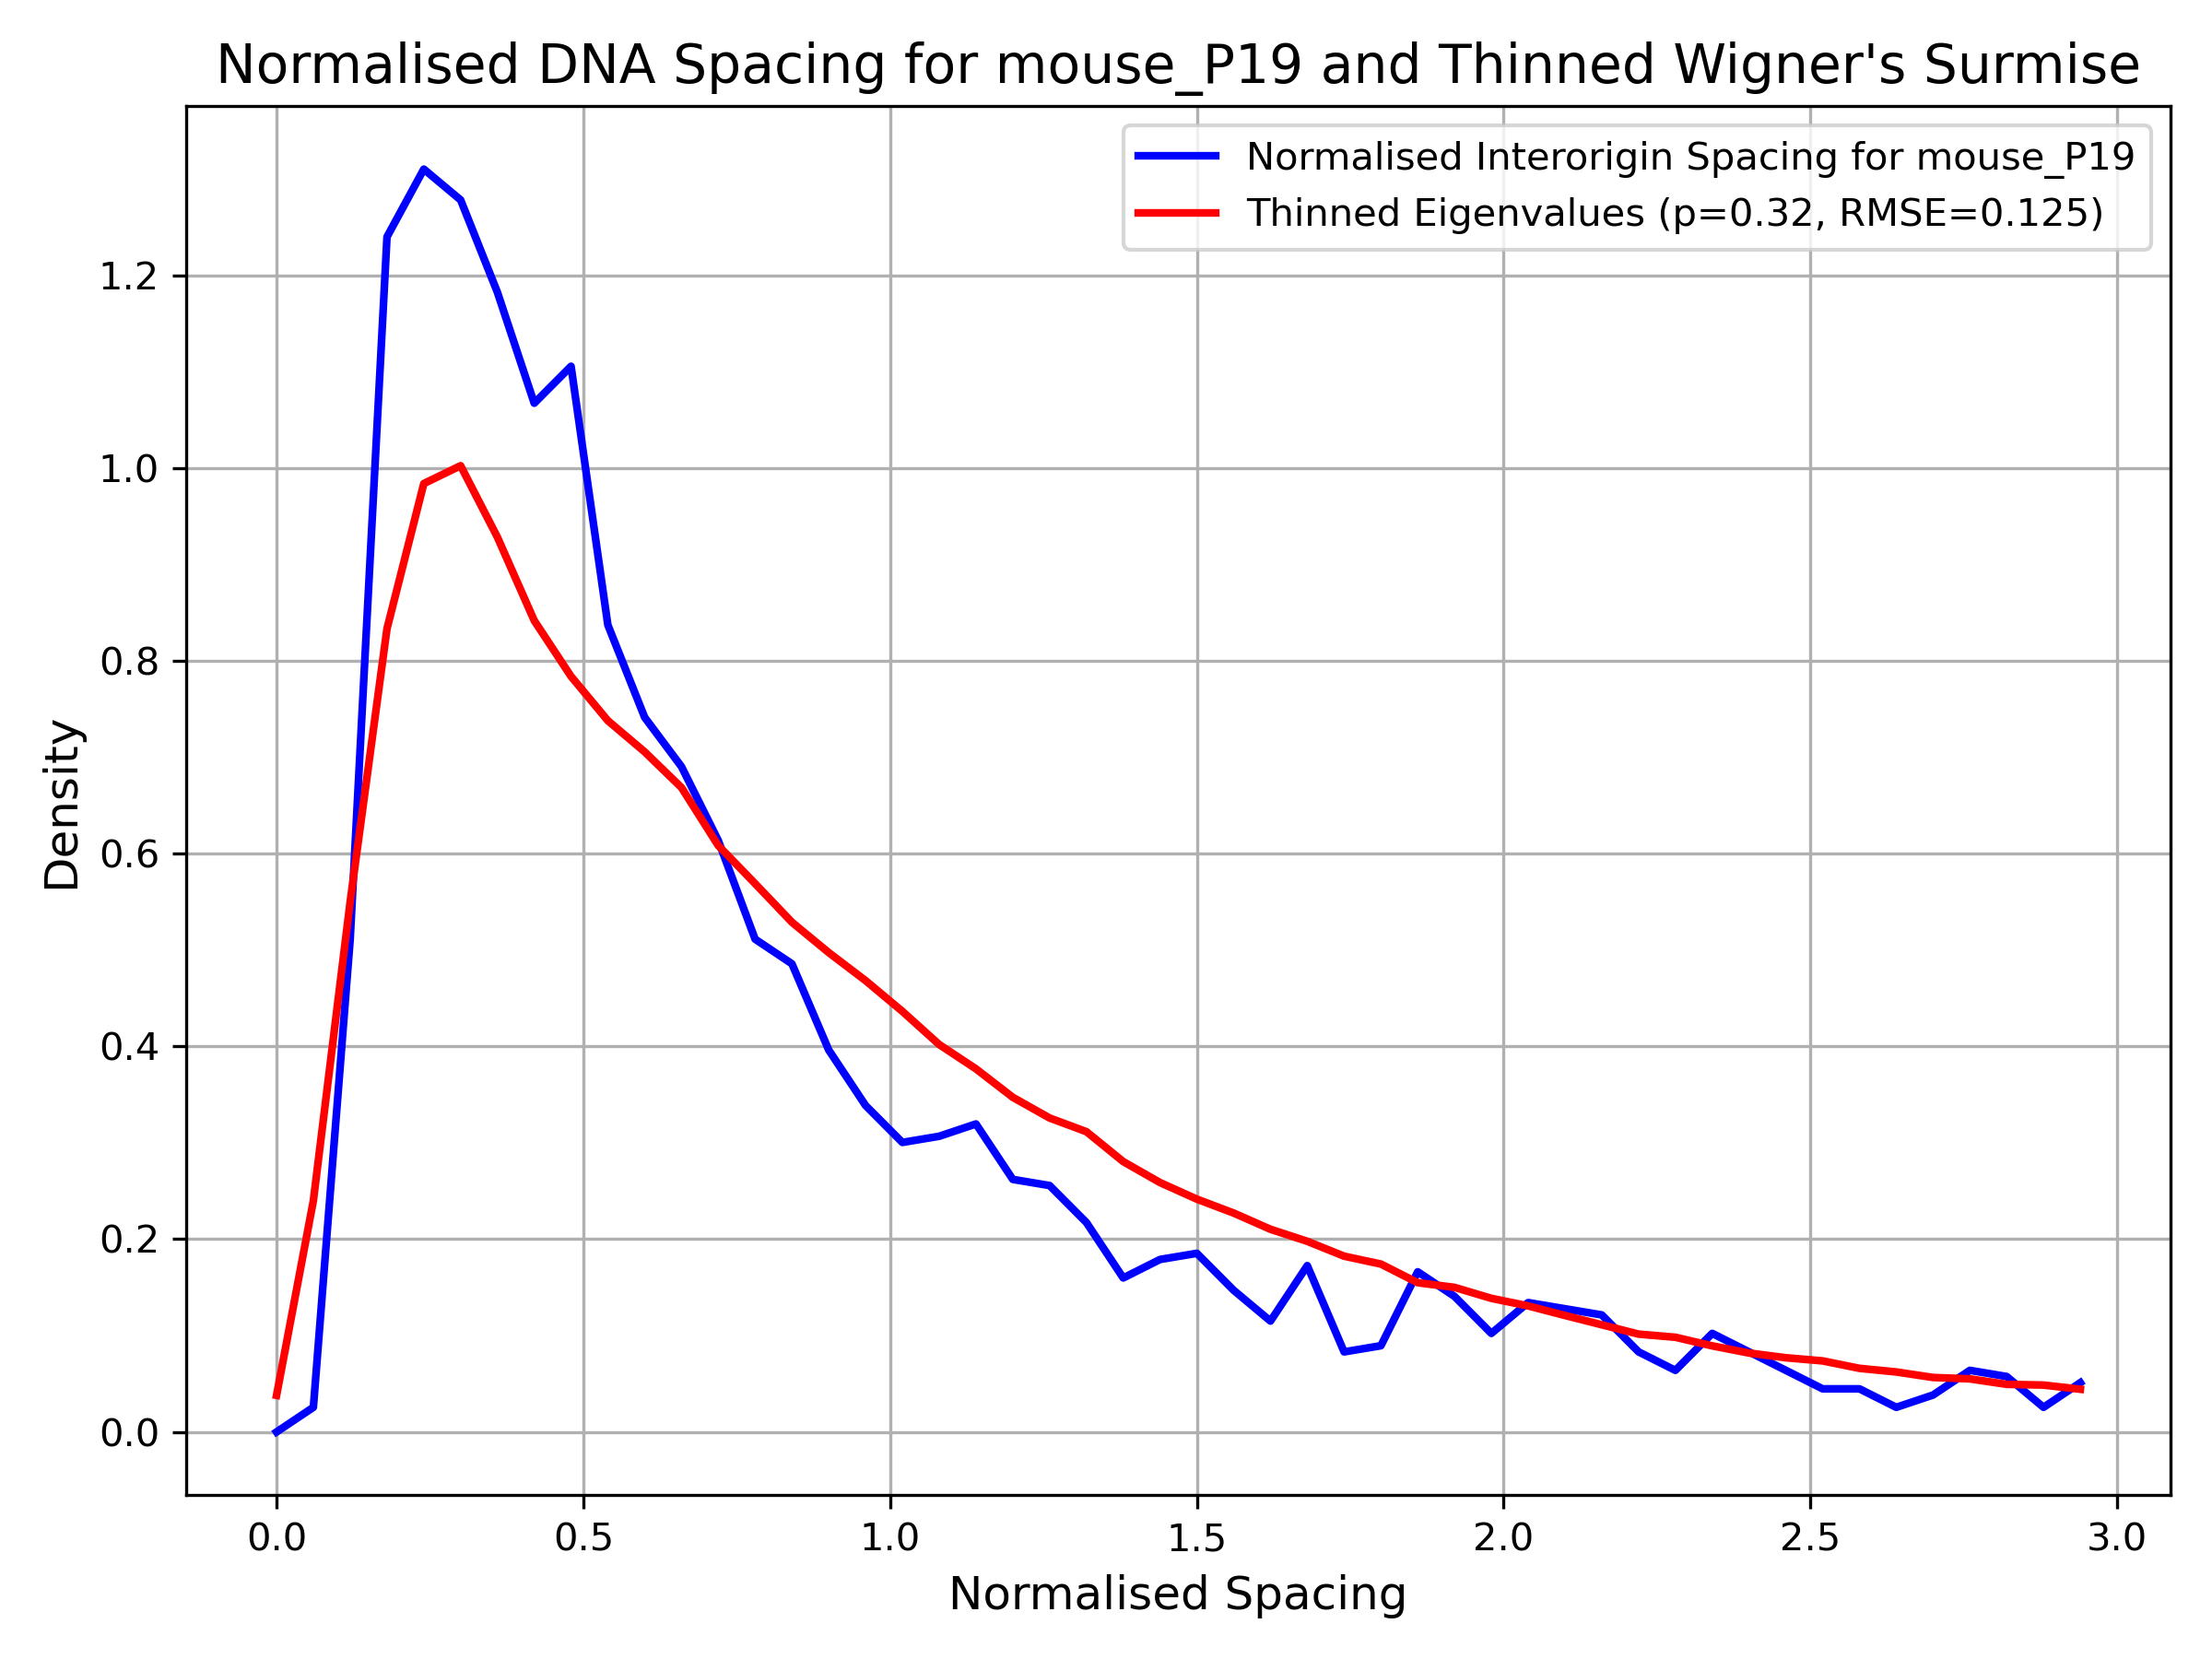 Normalised DNA Spacing for mouse_P19 and Thinned Wigner's Surmise
Normalised Interorigin Spacing for mouse_P19
Thinned Eigenvalues (p=0.32, RMSE=0.125)
Density
1.2
1.0
0.8
0.6
0.4
0.2
0.0
0.0 0.5 1.0 1.5 2.0 2.5 3.0
Normalised Spacing